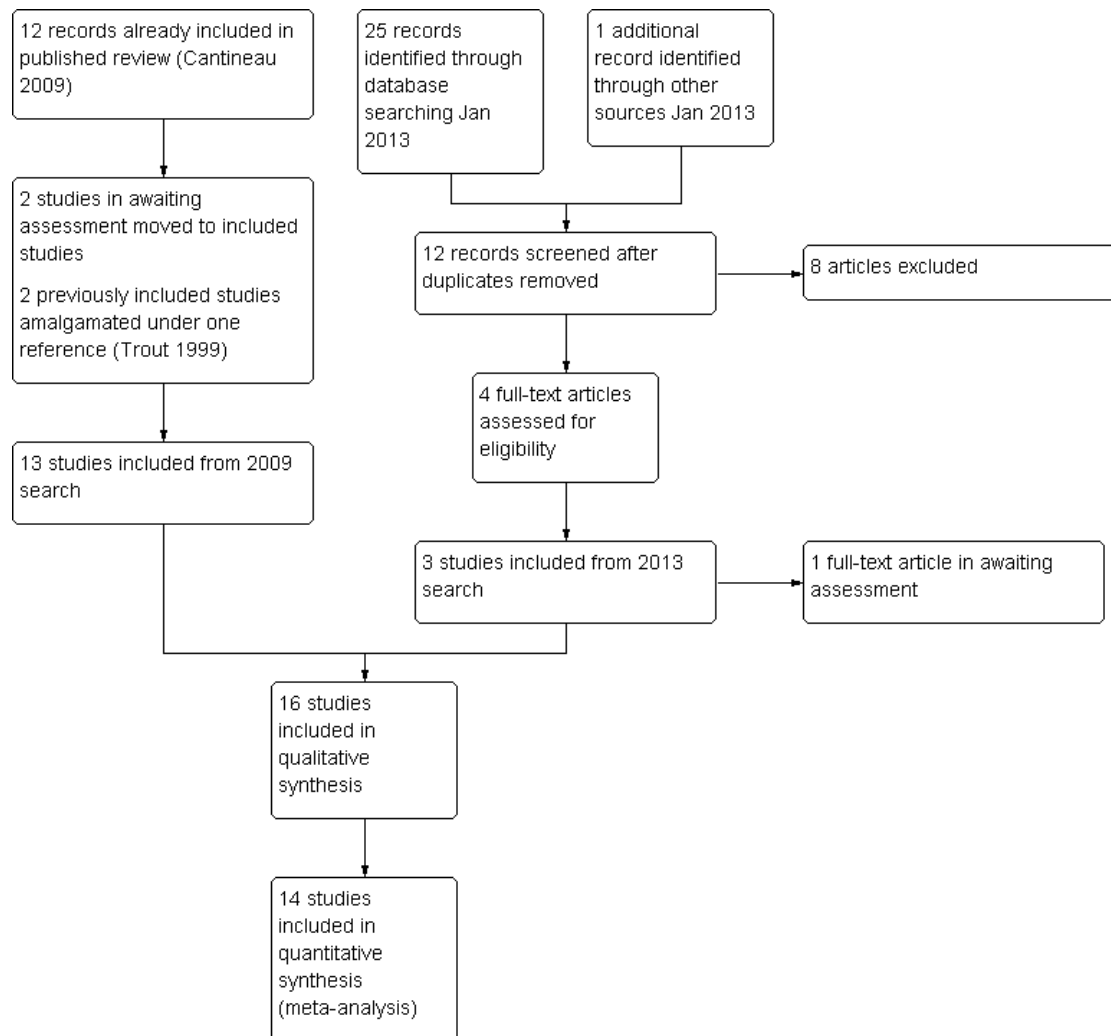 12 records already included in
published review (Cantineau
2009)
25 records
identified through
database
searching Jan
2013
1 additional
record identified
through other
sources Jan 2013
2 studies in awaiting
assessment moved to included
studies
2 previously included studies
amalgamated under one
reference (Trout 1999)
12 records screened after
duplicates removed
8 articles excluded
4 full-text articles
assessed for
eligibility
13 studies included from 2009
search
3 studies included from 2013
search
1 full-text article in awaiting
assessment
16 studies
included in
qualitative
synthesis
14 studies
included in
quantitative
synthesis
(meta-analysis)